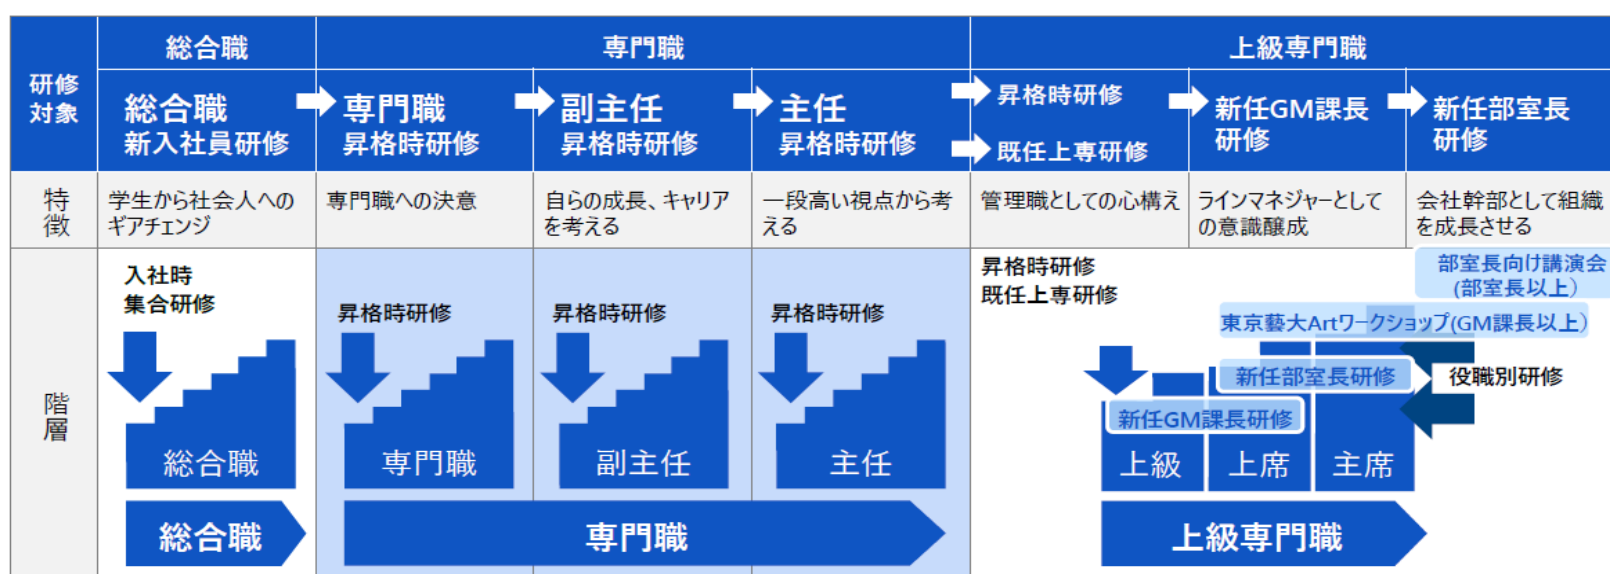 研修
対象
総合職
専門職
上級専門職
総合職
新入社員研修
専門職
昇格時研修
副主任
昇格時研修
主任
昇格時研修
昇格時研修
既任上専研修
新任GM課長
研修
新任部室長
研修
特徴
学生から社会人への
ギアチェンジ
専門職への決意
自らの成長、キャリア
を考える
一段高い視点から考
える
管理職としての心構え
ラインマネジャーとして
の意識醸成
会社幹部として組織
を成長させる
階層
入社時
集合研修
総合職
昇格時研修
専門職
昇格時研修
副主任
昇格時研修
主任
昇格時研修
既任上専研修
部室長向け講演会
(部室長以上)
東京藝大Artワークショップ(GM課長以上)
新任部室長研修
役職別研修
新任GM課長研修
上級
上席
主席
総合職
専門職
上級専門職